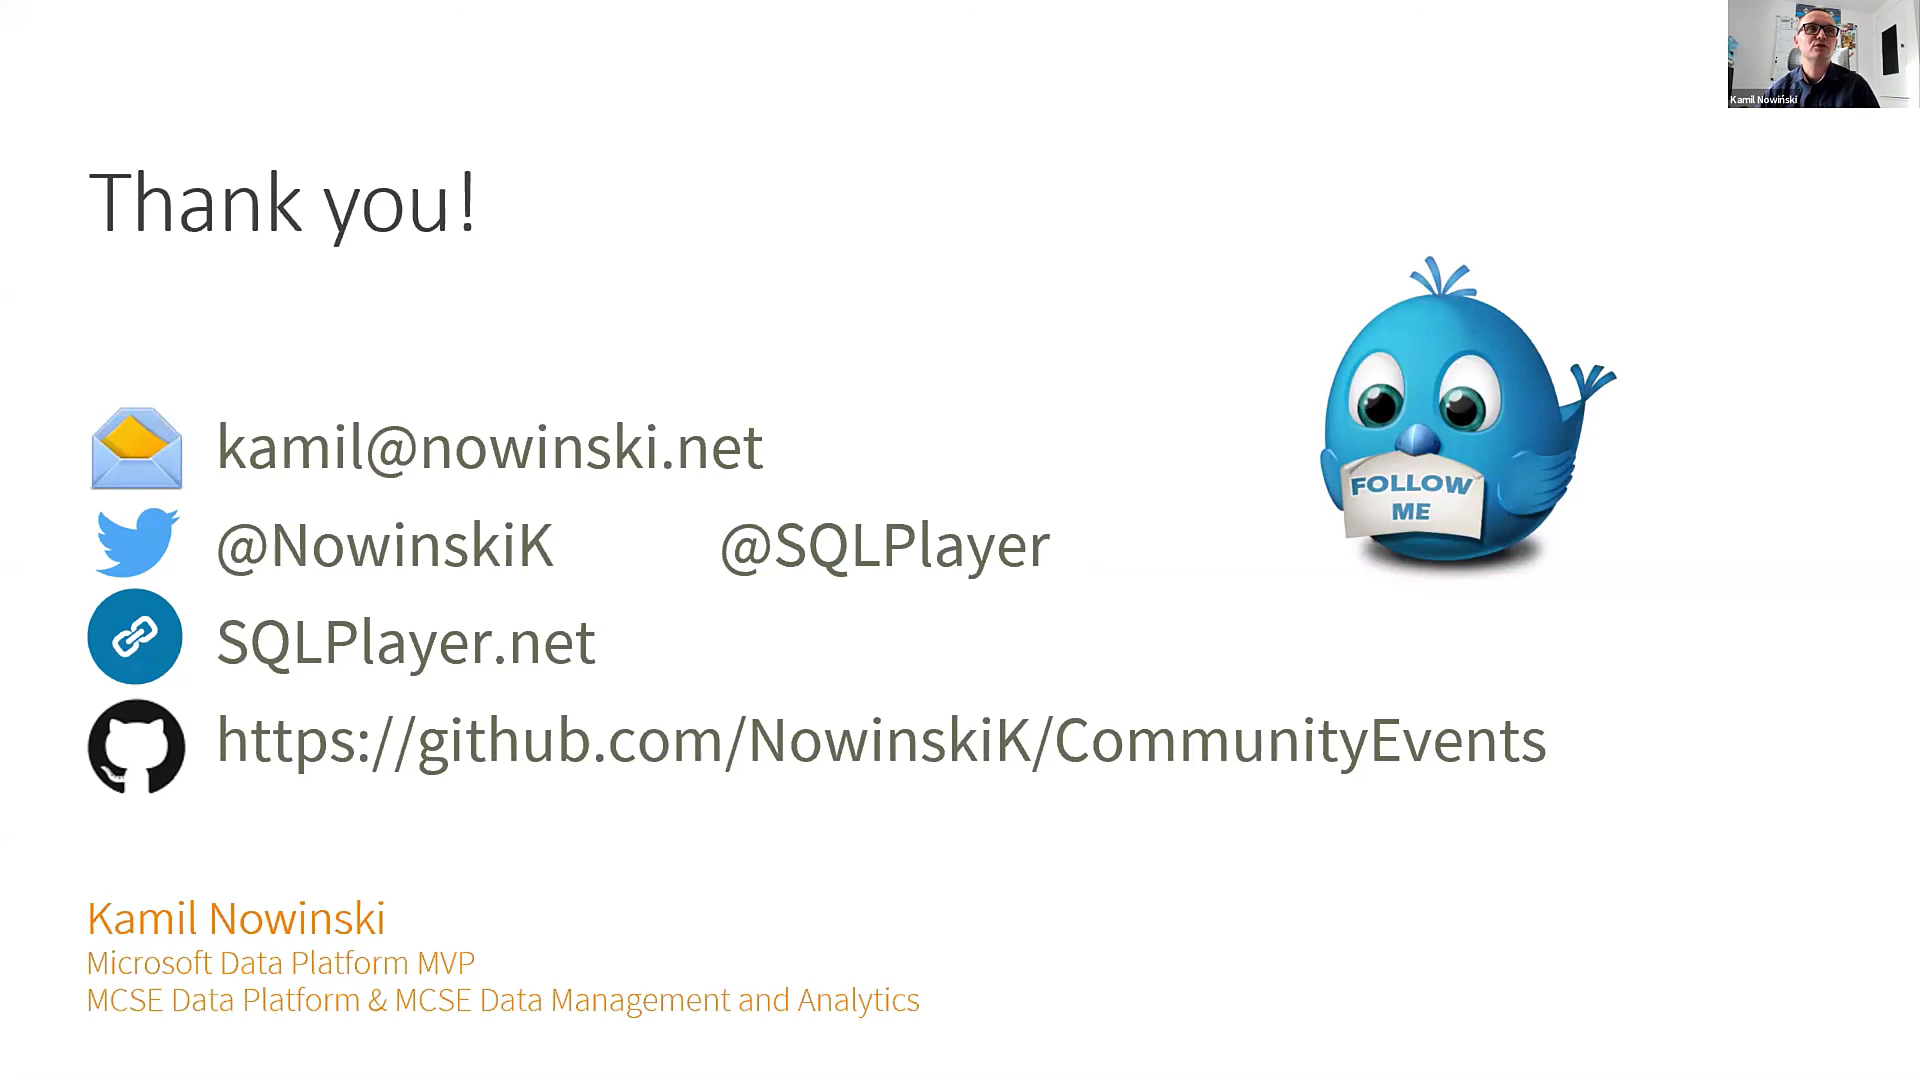 Kamil Nowiński
Thank you!
kamil@nowinski.net
@NowinskiK @SQLPlayer
SQLPlayer.net
https://github.com/NowinskiK/CommunityEvents
FOLLOW
ME
Kamil Nowinski
Microsoft Data Platform MVP
MCSE Data Platform & MCSE Data Management and Analytics